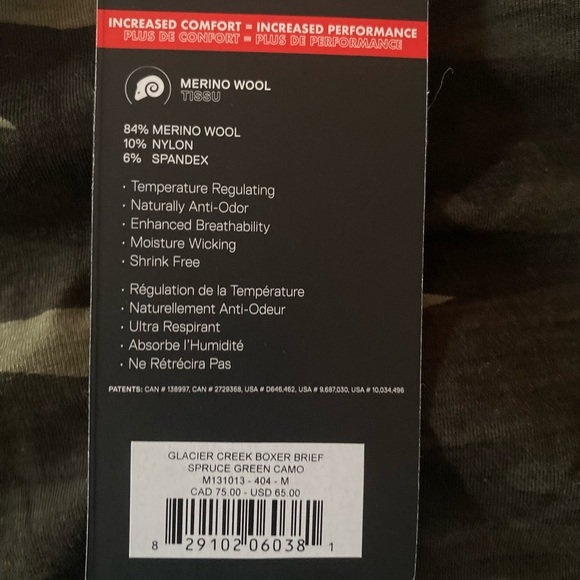 INCREASED COMFORT = INCREASED PERFORMANCE
PLUS DE CONFORT = PLUS DE PERFORMANCE
MERINO WOOL
TISSU
84% MERINO WOOL
10% NYLON
6% SPANDEX
· Temperature Regulating
· Naturally Anti-Odor
· Enhanced Breathability
· Moisture Wicking
· Shrink Free
· Régulation de la Température
· Naturellement Anti-Odeur
· Ultra Respirant
· Absorbe l'Humidité
· Ne Rétrécira Pas
PATENTS: CAN # 138997, CAN # 2729368, USA # D646,462, USA # 9,687,030, USA # 10,034,496
GLACIER CREEK BOXER BRIEF
SPRUCE GREEN CAMO
M131013 - 404 - M
CAD 75.00 - USD 65.00
8 29102 06038 1